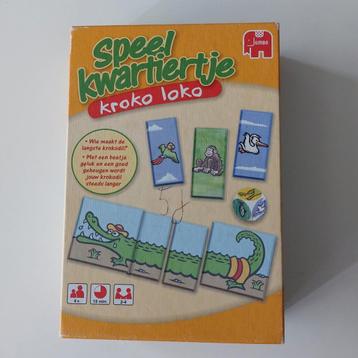 Jumbo
Speel
kwartiertje
kroko loko
• Wie maakt de
langste krokodil?
• Met een beetje
geluk en een goed
geheugen wordt
jouw krokodil
steeds langer
4+
15 min.
2-4